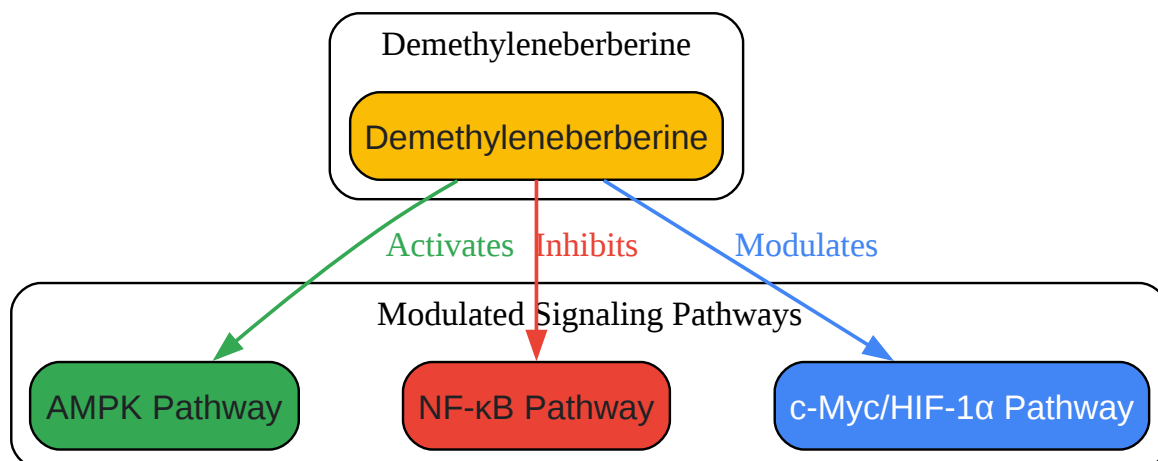 Demethyleneberberine
Demethyleneberberine
Activates
Inhibits
Modulates
Modulated Signaling Pathways
AMPK Pathway
NF-κB Pathway
c-Myc/HIF-1α Pathway